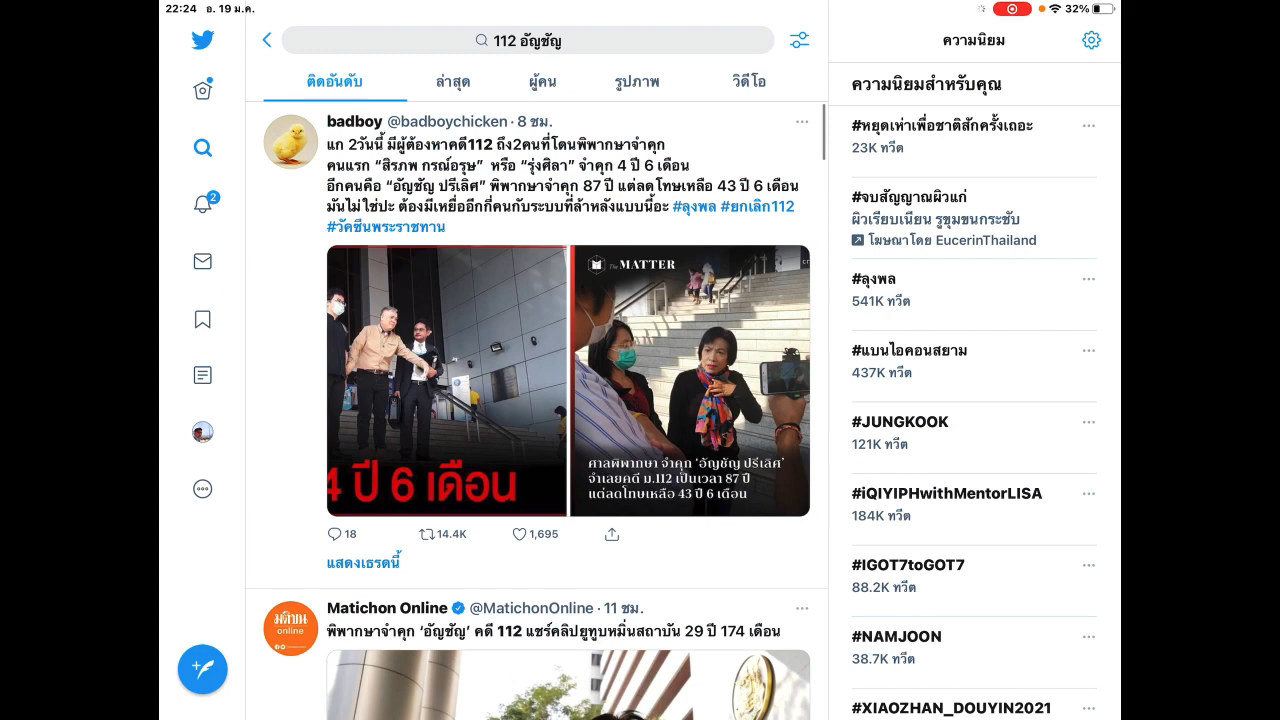 22:24 อ. 19 ม.ค.
32%
112 อัญชัญ
ติดอันดับ ล่าสุด ผู้คน รูปภาพ วิดีโอ
badboy @badboychicken · 8 ชม.
แก 2วันนี้ มีผู้ต้องหาคดี112 ถึง2คนที่โดนพิพากษาจำคุก
คนแรก “สิรภพ กรณ์อรุษ” หรือ “รุ่งศิลา” จำคุก 4 ปี 6 เดือน
อีกคนคือ “อัญชัญ ปรีเลิศ” พิพากษาจำคุก 87 ปี แต่ลดโทษเหลือ 43 ปี 6 เดือน
มันไม่ใช่ปะ ต้องมีเหยื่ออีกกี่คนกับระบบที่ล้าหลังแบบนี้อะ #ลุงพล #ยกเลิก112
#วัคซีนพระราชทาน
4 ปี 6 เดือน
The MATTER
ศาลพิพากษา จำคุก ‘อัญชัญ ปรีเลิศ’
จำเลยคดี ม.112 เป็นเวลา 87 ปี
แต่ลดโทษเหลือ 43 ปี 6 เดือน
18 14.4K 1,695
แสดงเธรดนี้
มติชน
online
Matichon Online @MatichonOnline · 11 ชม.
พิพากษาจำคุก ‘อัญชัญ’ คดี 112 แชร์คลิปยูทูบหมิ่นสถาบัน 29 ปี 174 เดือน
2
ความนิยม
ความนิยมสำหรับคุณ
#หยุดเห่าเพื่อชาติสักครั้งเถอะ
23K ทวีต
#จบสัญญาณผิวแก่
ผิวเรียบเนียน รูขุมขนกระชับ
โฆษณาโดย EucerinThailand
#ลุงพล
541K ทวีต
#แบนไอคอนสยาม
437K ทวีต
#JUNGKOOK
121K ทวีต
#iQIYIPHwithMentorLISA
184K ทวีต
#IGOT7toGOT7
88.2K ทวีต
#NAMJOON
38.7K ทวีต
#XIAOZHAN_DOUYIN2021